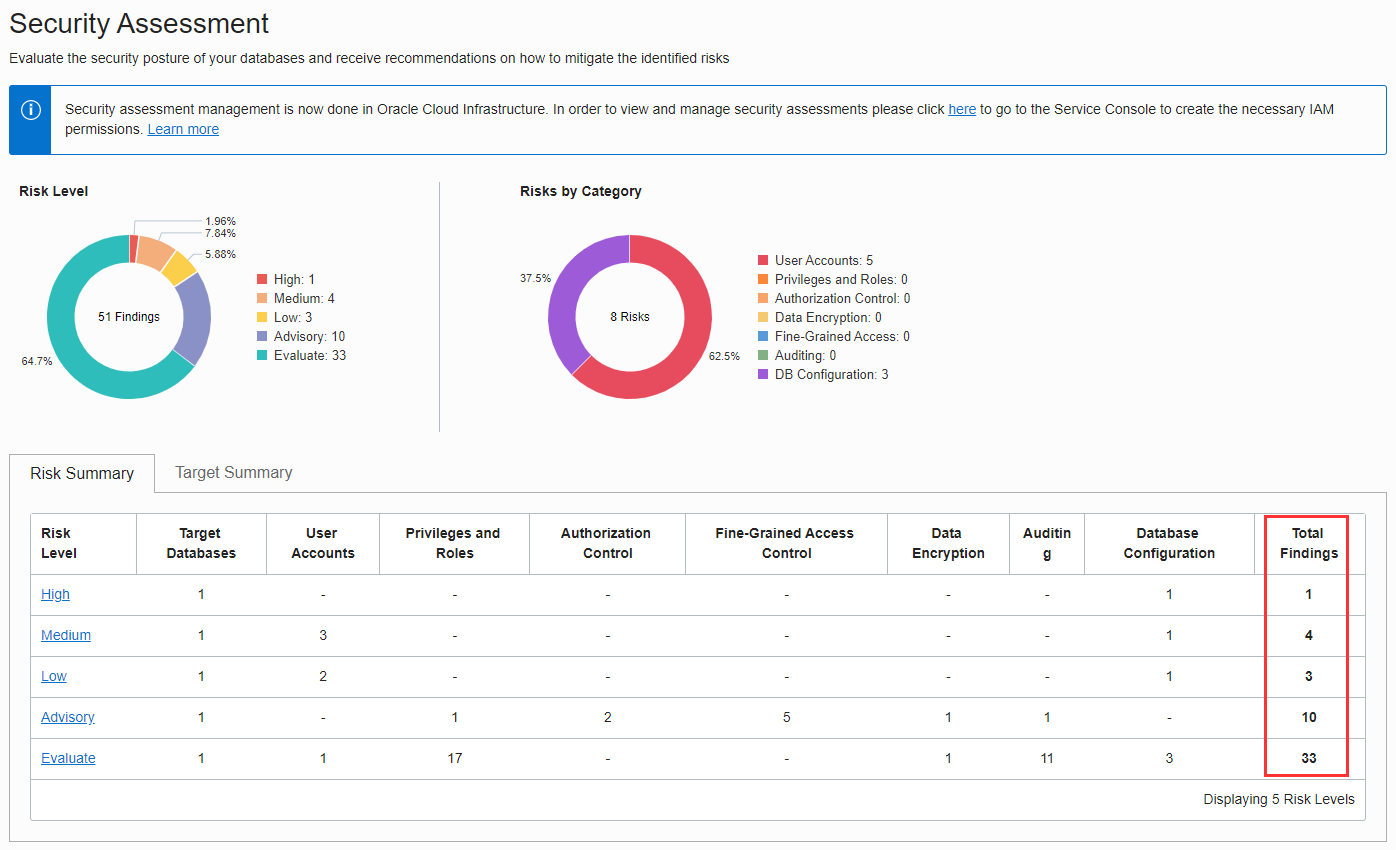 Security Assessment
Evaluate the security posture of your databases and receive recommendations on how to mitigate the identified risks
Security assessment management is now done in Oracle Cloud Infrastructure. In order to view and manage security assessments please click here to go to the Service Console to create the necessary IAM
permissions. Learn more
Risk Level
1.96%
7.84%
5.88%
64.7%
51 Findings
High: 1
Medium: 4
Low: 3
Advisory: 10
Evaluate: 33
Risks by Category
37.5%
62.5%
8 Risks
User Accounts: 5
Privileges and Roles: 0
Authorization Control: 0
Data Encryption: 0
Fine-Grained Access: 0
Auditing: 0
DB Configuration: 3
Risk Summary Target Summary
Risk Target User Privileges and Authorization Fine-Grained Access Data Auditin Database Total
Level Databases Accounts Roles Control Control Encryption g Configuration Findings
High 1 - - - - - - 1 1
Medium 1 3 - - - - - 1 4
Low 1 2 - - - - - 1 3
Advisory 1 - 1 2 5 1 1 - 10
Evaluate 1 1 17 - - 1 11 3 33
Displaying 5 Risk Levels